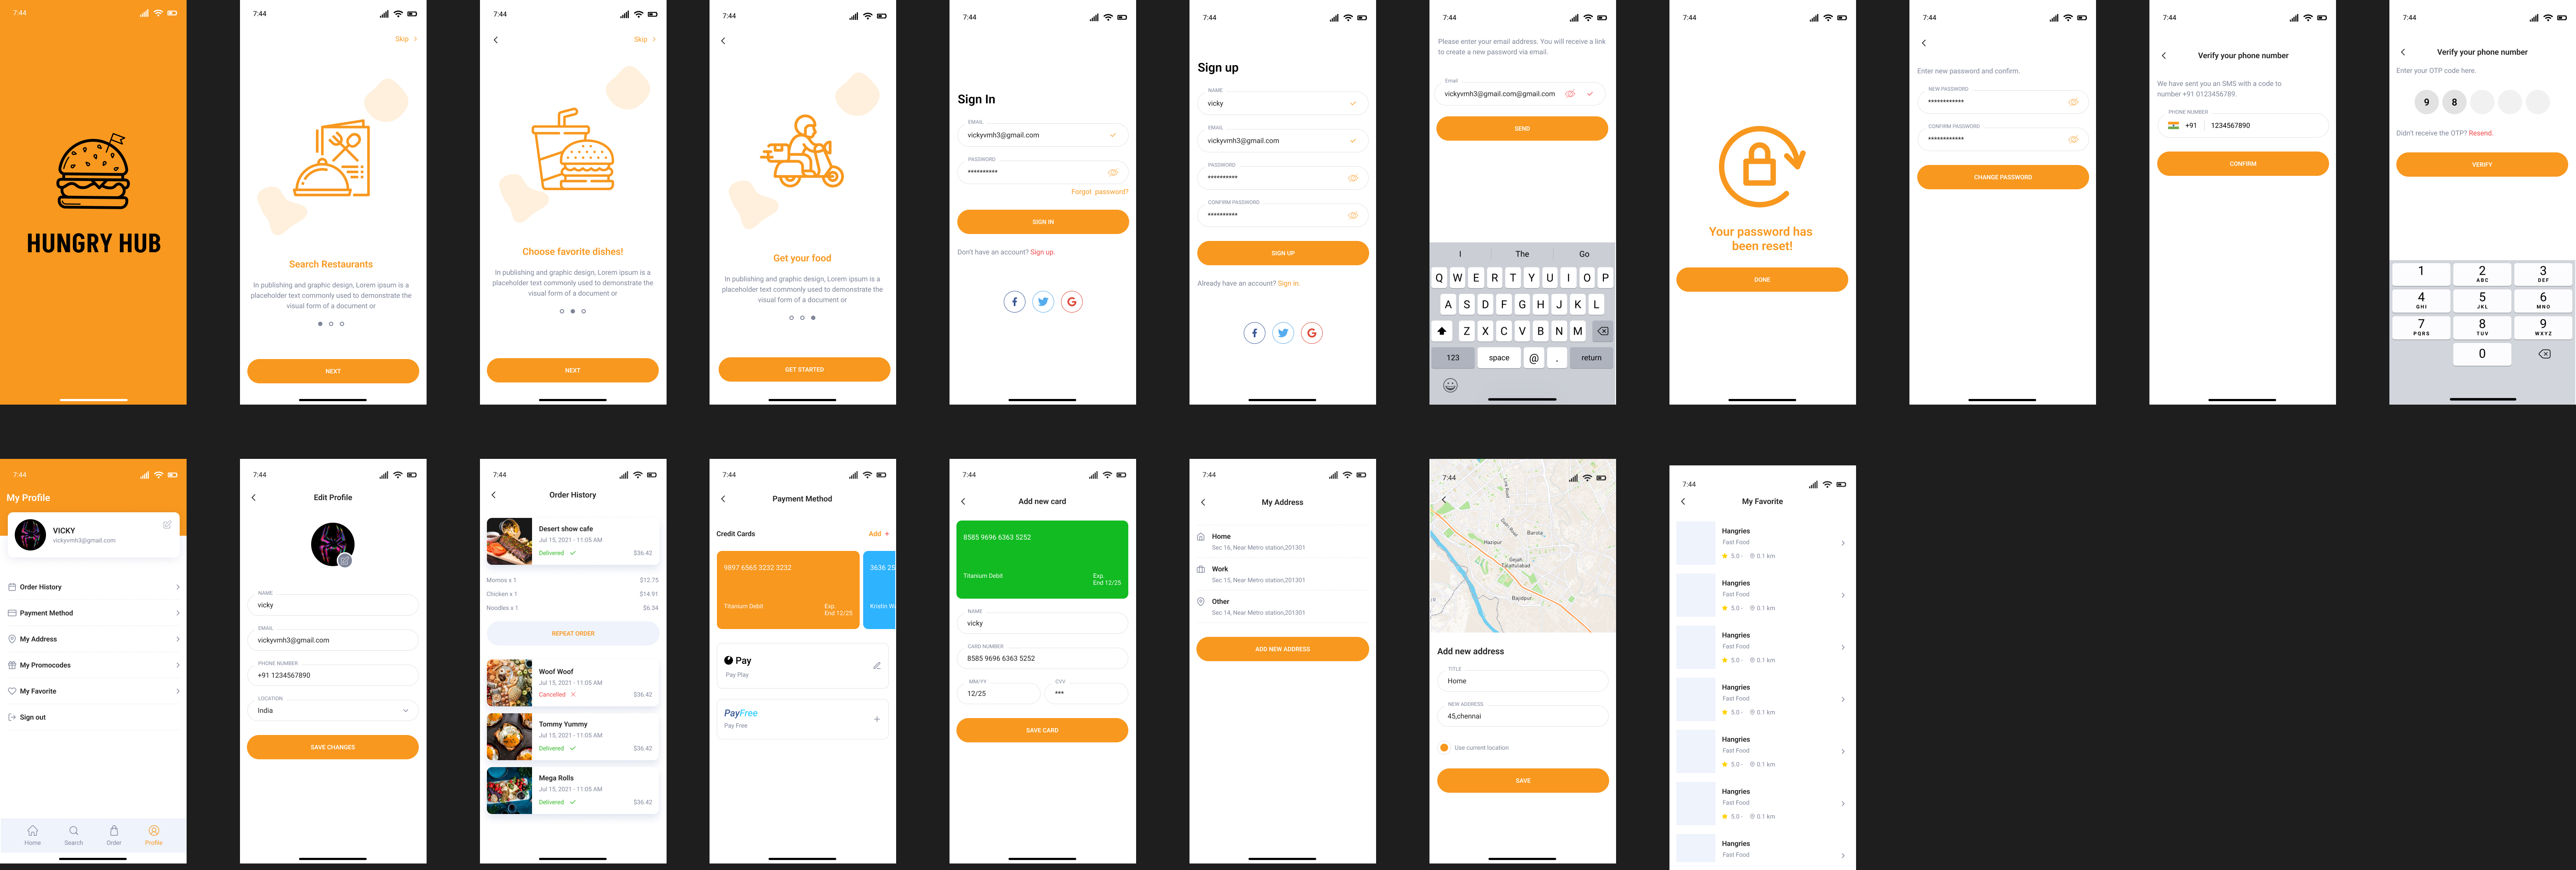 7:44
HUNGRY HUB
7:44
Skip
Search Restaurants
In publishing and graphic design, Lorem ipsum is a
placeholder text commonly used to demonstrate the
visual form of a document or
NEXT
7:44
Skip
Choose favorite dishes!
In publishing and graphic design, Lorem ipsum is a
placeholder text commonly used to demonstrate the
visual form of a document or
NEXT
7:44
Get your food
In publishing and graphic design, Lorem ipsum is a
placeholder text commonly used to demonstrate the
visual form of a document or
GET STARTED
7:44
Sign In
EMAIL
vickyvmh3@gmail.com
PASSWORD
**********
Forgot password?
SIGN IN
Don't have an account? Sign up.
f
G
7:44
Sign up
NAME
vicky
EMAIL
vickyvmh3@gmail.com
PASSWORD
**********
CONFIRM PASSWORD
**********
SIGN UP
Already have an account? Sign in.
f
G
7:44
Please enter your email address. You will receive a link
to create a new password via email.
Email
vickyvmh3@gmail.com@gmail.com
SEND
I The Go
Q W E R T Y U I O P
A S D F G H J K L
Z X C V B N M
123 space @ . return
7:44
Your password has
been reset!
DONE
7:44
Enter new password and confirm.
NEW PASSWORD
************
CONFIRM PASSWORD
************
CHANGE PASSWORD
7:44
Verify your phone number
We have sent you an SMS with a code to
number +91 0123456789.
PHONE NUMBER
+91 1234567890
CONFIRM
7:44
Verify your phone number
Enter your OTP code here.
9 8
Didn't receive the OTP? Resend.
VERIFY
1 2 3
ABC DEF
4 5 6
GHI JKL MNO
7 8 9
PQRS TUV WXYZ
0
7:44
My Profile
VICKY
vickyvmh3@gmail.com
Order History
Payment Method
My Address
My Promocodes
My Favorite
Sign out
Home Search Order Profile
7:44
Edit Profile
NAME
vicky
EMAIL
vickyvmh3@gmail.com
PHONE NUMBER
+91 1234567890
LOCATION
India
SAVE CHANGES
7:44
Order History
Desert show cafe
Jul 15, 2021 - 11:05 AM
Delivered $36.42
Momos x 1 $12.75
Chicken x 1 $14.91
Noodles x 1 $6.34
REPEAT ORDER
Woof Woof
Jul 15, 2021 - 11:05 AM
Cancelled $36.42
Tommy Yummy
Jul 15, 2021 - 11:05 AM
Delivered $36.42
Mega Rolls
Jul 15, 2021 - 11:05 AM
Delivered $36.42
7:44
Payment Method
Credit Cards Add +
9897 6565 3232 3232 3636 25
Titanium Debit Exp. Kristin Wa
End 12/25
Pay
Pay Play
PayFree
Pay Free
7:44
Add new card
8585 9696 6363 5252
Titanium Debit Exp.
End 12/25
NAME
vicky
CARD NUMBER
8585 9696 6363 5252
MM/YY CVV
12/25 ***
SAVE CARD
7:44
My Address
Home
Sec 16, Near Metro station,201301
Work
Sec 15, Near Metro station,201301
Other
Sec 14, Near Metro station,201301
ADD NEW ADDRESS
7:44
Link Road
Barsta
Hazipur
Gejah
Talaftulabad
Bajidpur
Add new address
TITLE
Home
NEW ADDRESS
45,chennai
Use current location
SAVE
7:44
My Favorite
Hangries
Fast Food
5.0 - 0.1 km
Hangries
Fast Food
5.0 - 0.1 km
Hangries
Fast Food
5.0 - 0.1 km
Hangries
Fast Food
5.0 - 0.1 km
Hangries
Fast Food
5.0 - 0.1 km
Hangries
Fast Food
5.0 - 0.1 km
Hangries
Fast Food